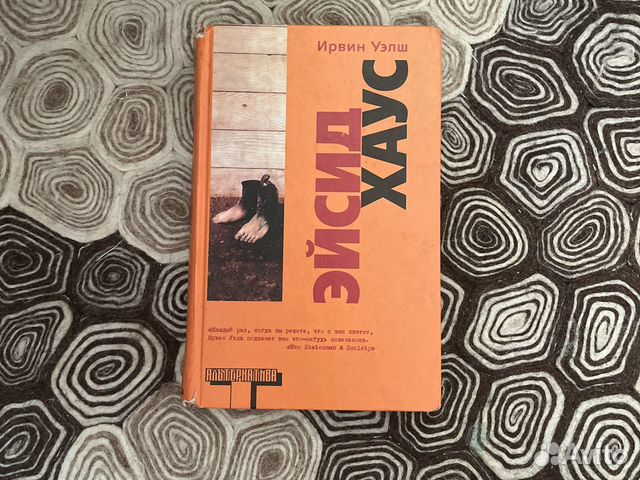 Ирвин Уэлш
ЭЙСИД
ХАУС
«Каждый раз, когда вы решите, что с вас хватит,
Ирвин Уэлш подкинет вам что-нибудь новенькое».
«New Statesman & Society»
АЛЬТЕРНАТИВА
Avito